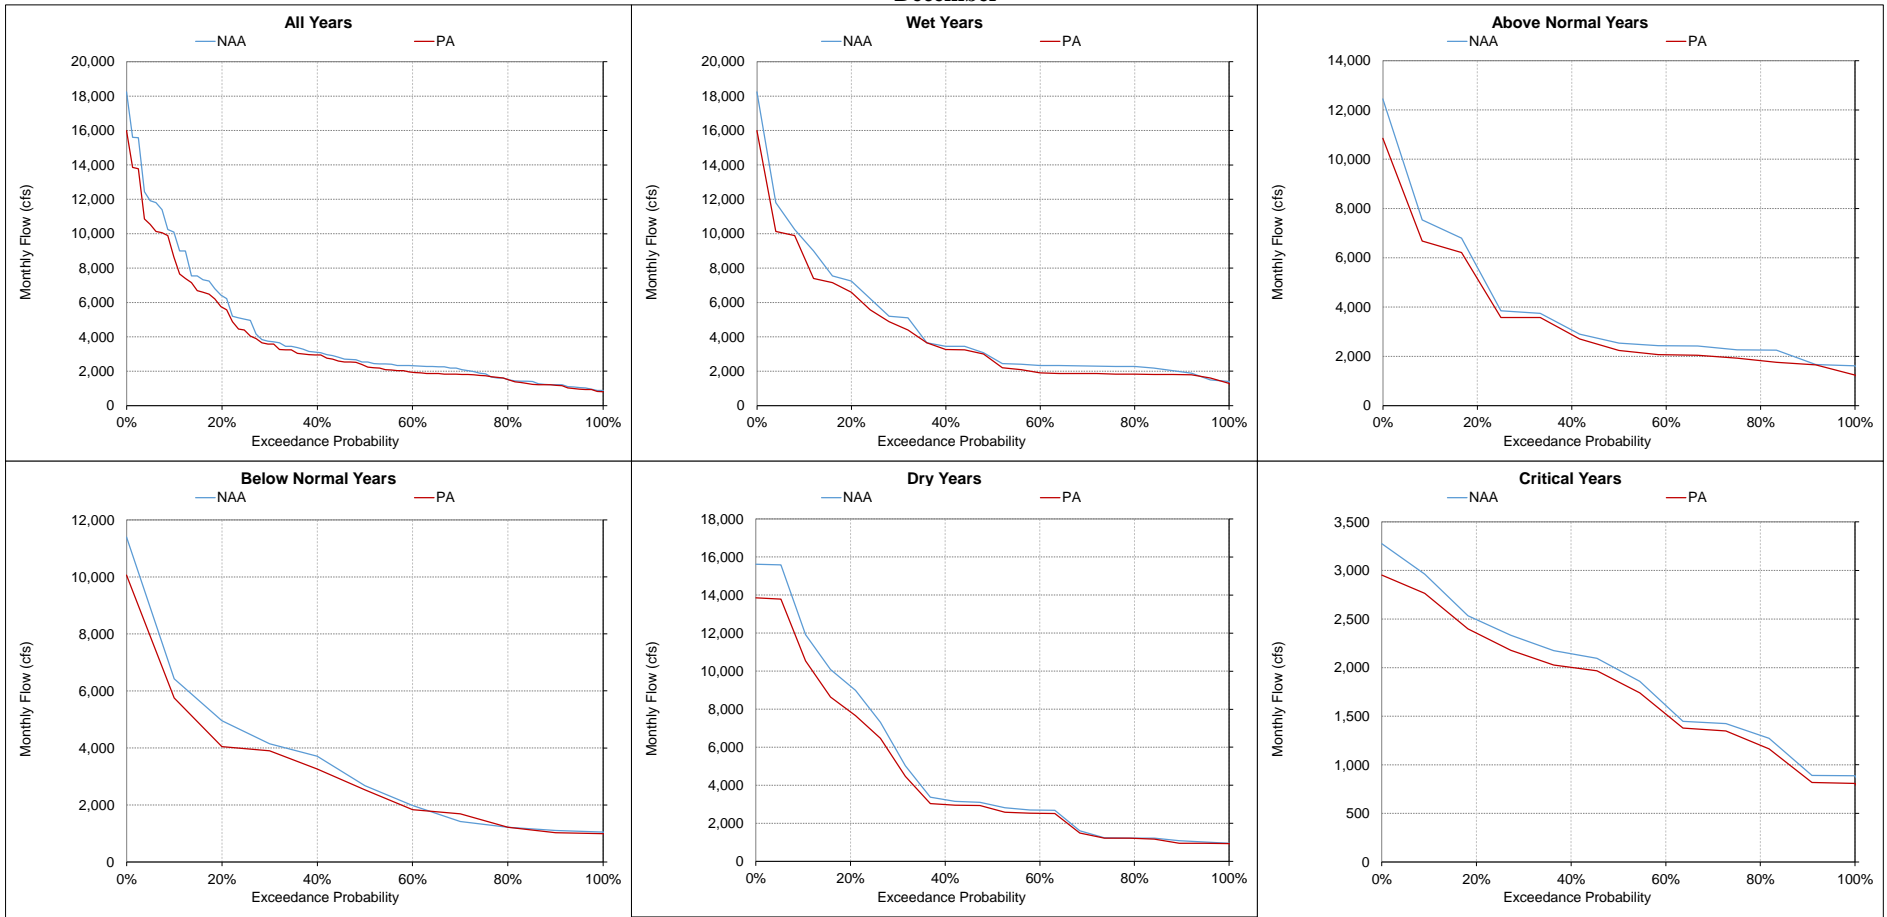 December
All Years
NAA PA
20,000
18,000
16,000
14,000
12,000
10,000
8,000
6,000
4,000
2,000
0
Monthly Flow (cfs)
0% 20% 40% 60% 80% 100%
Exceedance Probability
Wet Years
NAA PA
20,000
18,000
16,000
14,000
12,000
10,000
8,000
6,000
4,000
2,000
0
Monthly Flow (cfs)
0% 20% 40% 60% 80% 100%
Exceedance Probability
Above Normal Years
NAA PA
14,000
12,000
10,000
8,000
6,000
4,000
2,000
0
Monthly Flow (cfs)
0% 20% 40% 60% 80% 100%
Exceedance Probability
Below Normal Years
NAA PA
12,000
10,000
8,000
6,000
4,000
2,000
0
Monthly Flow (cfs)
0% 20% 40% 60% 80% 100%
Exceedance Probability
Dry Years
NAA PA
18,000
16,000
14,000
12,000
10,000
8,000
6,000
4,000
2,000
0
Monthly Flow (cfs)
0% 20% 40% 60% 80% 100%
Exceedance Probability
Critical Years
NAA PA
3,500
3,000
2,500
2,000
1,500
1,000
500
0
Monthly Flow (cfs)
0% 20% 40% 60% 80% 100%
Exceedance Probability